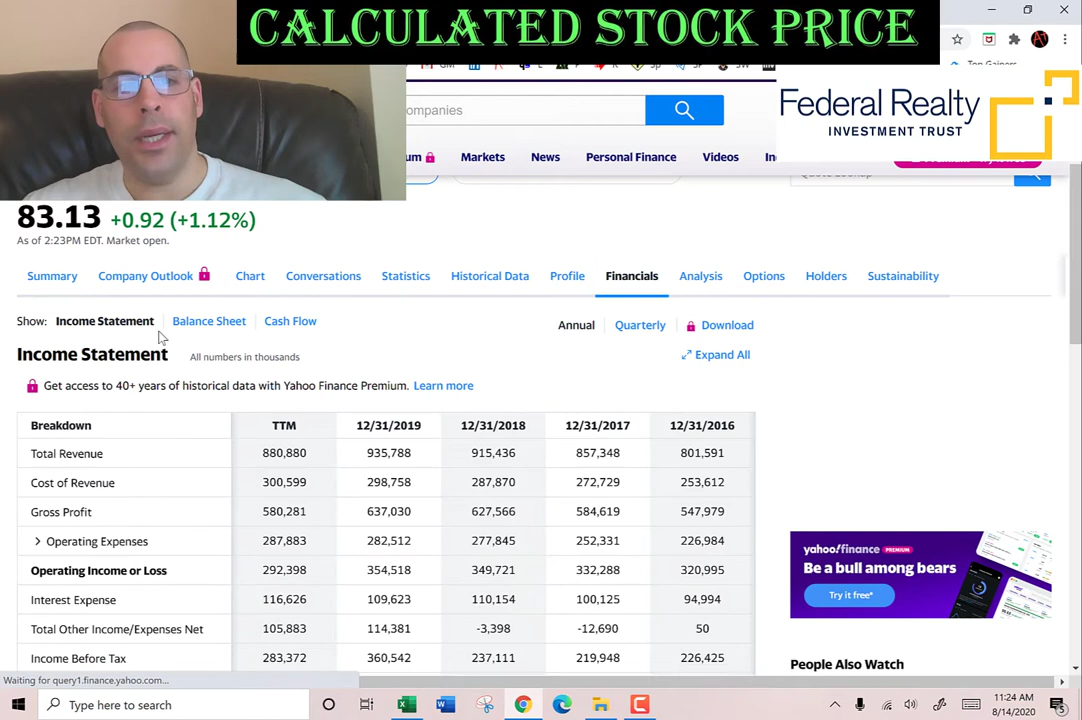 CALCULATED STOCK PRICE
Top Gainers
Federal Realty
INVESTMENT TRUST
companies
Markets
News
Personal Finance
Videos
83.13 +0.92 (+1.12%)
As of 2:23PM EDT. Market open.
Summary
Company Outlook
Chart
Conversations
Statistics
Historical Data
Profile
Financials
Analysis
Options
Holders
Sustainability
Show: Income Statement Balance Sheet Cash Flow
Annual Quarterly Download
Income Statement All numbers in thousands
Expand All
Get access to 40+ years of historical data with Yahoo Finance Premium. Learn more
Breakdown TTM 12/31/2019 12/31/2018 12/31/2017 12/31/2016
Total Revenue 880,880 935,788 915,436 857,348 801,591
Cost of Revenue 300,599 298,758 287,870 272,729 253,612
Gross Profit 580,281 637,030 627,566 584,619 547,979
> Operating Expenses 287,883 282,512 277,845 252,331 226,984
Operating Income or Loss 292,398 354,518 349,721 332,288 320,995
Interest Expense 116,626 109,623 110,154 100,125 94,994
Total Other Income/Expenses Net 105,883 114,381 -3,398 -12,690 50
Income Before Tax 283,372 360,542 237,111 219,948 226,425
yahoo!finance PREMIUM
Be a bull among bears
Try it free*
People Also Watch
Waiting for query1.finance.yahoo.com...
Type here to search
11:24 AM
8/14/2020
5